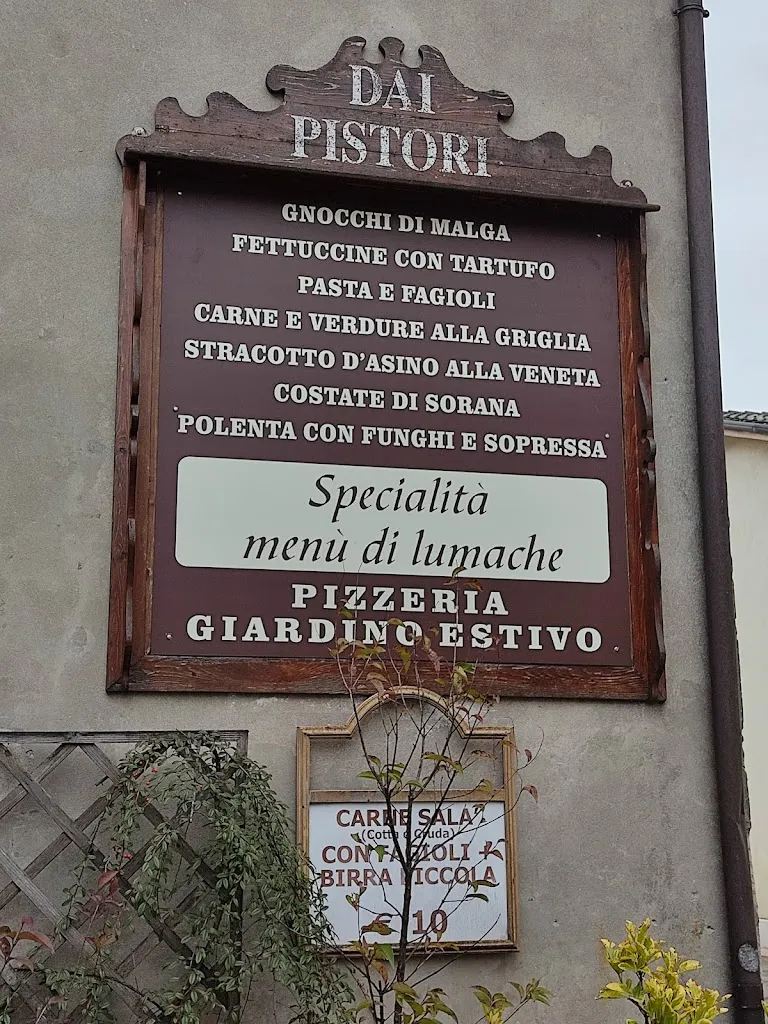 DAI
PISTORI
GNOCCHI DI MALGA
FETTUCCINE CON TARTUFO
PASTA E FAGIOLI
CARNE E VERDURE ALLA GRIGLIA
STRACOTTO D'ASINO ALLA VENETA
COSTATE DI SORANA
POLENTA CON FUNGHI E SOPRESSA
Specialità
menù di lumache
PIZZERIA
GIARDINO ESTIVO
CARNE SALA'
(Cotta o Cruda)
CON FAGIOLI +
BIRRA PICCOLA
€ 10